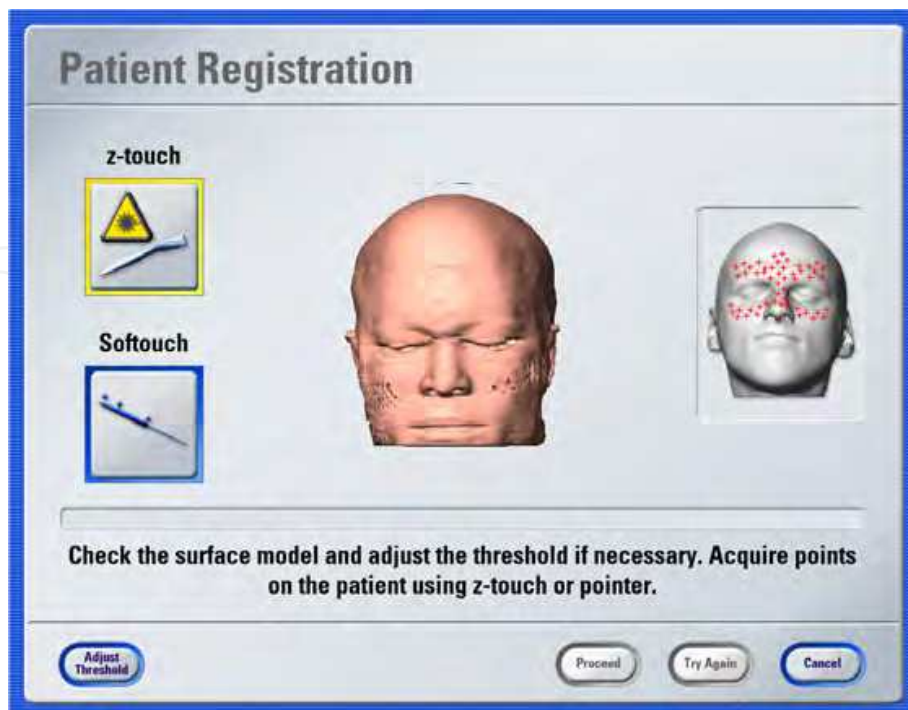 Patient Registration
z-touch
Softouch
Check the surface model and adjust the threshold if necessary. Acquire points
on the patient using z-touch or pointer.
Adjust
Threshold
Proceed
Try Again
Cancel